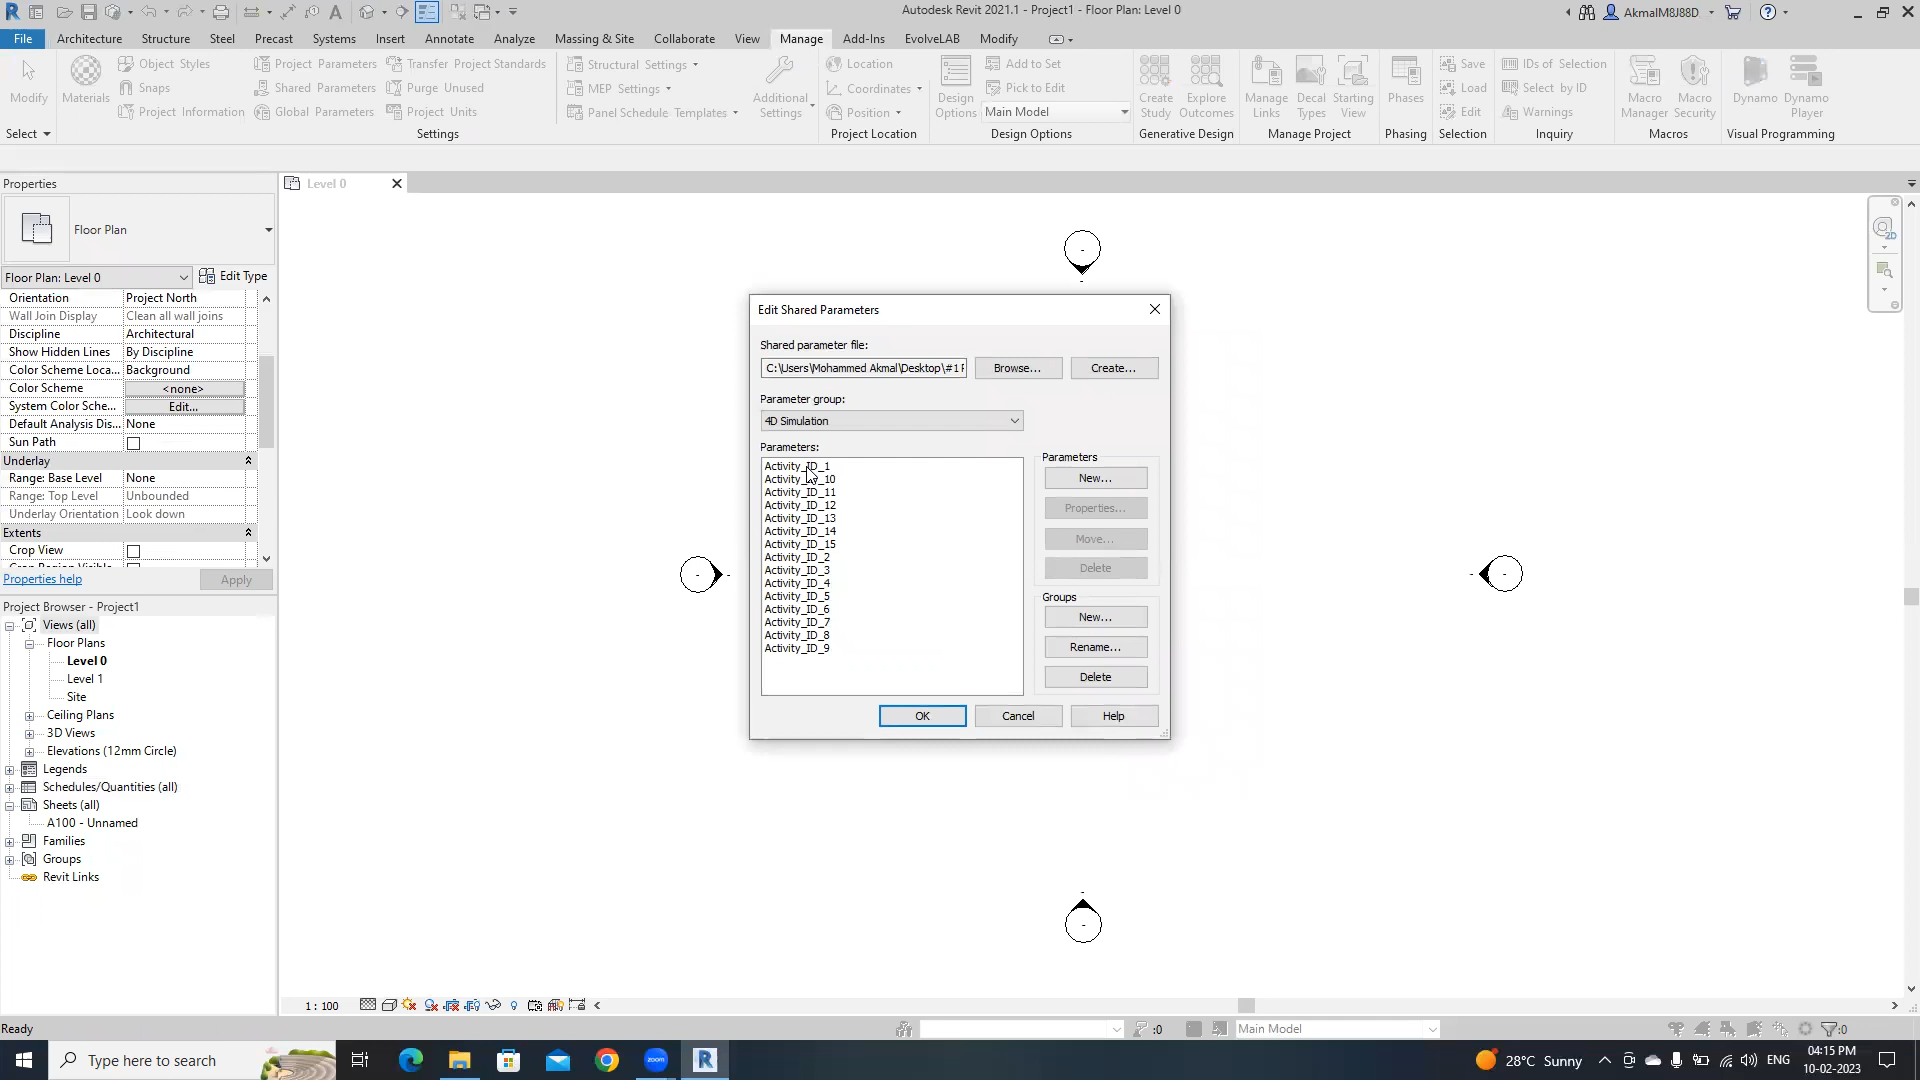 Autodesk Revit 2021.1 - Project1 - Floor Plan: Level 0
AkmalM8J88D
File Architecture Structure Steel Precast Systems Insert Annotate Analyze Massing & Site Collaborate View Manage Add-Ins EvolveLAB Modify
Modify
Select
Materials
Object Styles
Snaps
Project Information
Project Parameters
Shared Parameters
Global Parameters
Transfer Project Standards
Purge Unused
Project Units
Settings
Structural Settings
MEP Settings
Panel Schedule Templates
Additional
Settings
Location
Coordinates
Position
Project Location
Design
Options
Add to Set
Pick to Edit
Main Model
Design Options
Create
Study
Explore
Outcomes
Generative Design
Manage
Links
Decal
Types
Starting
View
Manage Project
Phases
Phasing
Save
Load
Edit
Selection
IDs of Selection
Select by ID
Warnings
Inquiry
Macro
Manager
Macro
Security
Macros
Dynamo
Dynamo
Player
Visual Programming
Properties
Floor Plan
Floor Plan: Level 0
Edit Type
Orientation Project North
Wall Join Display Clean all wall joins
Discipline Architectural
Show Hidden Lines By Discipline
Color Scheme Loca... Background
Color Scheme <none>
System Color Sche... Edit...
Default Analysis Dis... None
Sun Path
Underlay
Range: Base Level None
Range: Top Level Unbounded
Underlay Orientation Look down
Extents
Crop View
Properties help
Apply
Project Browser - Project1
Views (all)
Floor Plans
Level 0
Level 1
Site
Ceiling Plans
3D Views
Elevations (12mm Circle)
Legends
Schedules/Quantities (all)
Sheets (all)
A100 - Unnamed
Families
Groups
Revit Links
Level 0
2D
Edit Shared Parameters
Shared parameter file:
C:\Users\Mohammed Akmal\Desktop\#1
Browse...
Create...
Parameter group:
4D Simulation
Parameters:
Activity_ID_1
Activity_ID_10
Activity_ID_11
Activity_ID_12
Activity_ID_13
Activity_ID_14
Activity_ID_15
Activity_ID_2
Activity_ID_3
Activity_ID_4
Activity_ID_5
Activity_ID_6
Activity_ID_7
Activity_ID_8
Activity_ID_9
Parameters
New...
Properties...
Move...
Delete
Groups
New...
Rename...
Delete
OK
Cancel
Help
1 : 100
Ready
:0
Main Model
:0
Type here to search
zoom
R
28°C Sunny
ENG
04:15 PM
10-02-2023